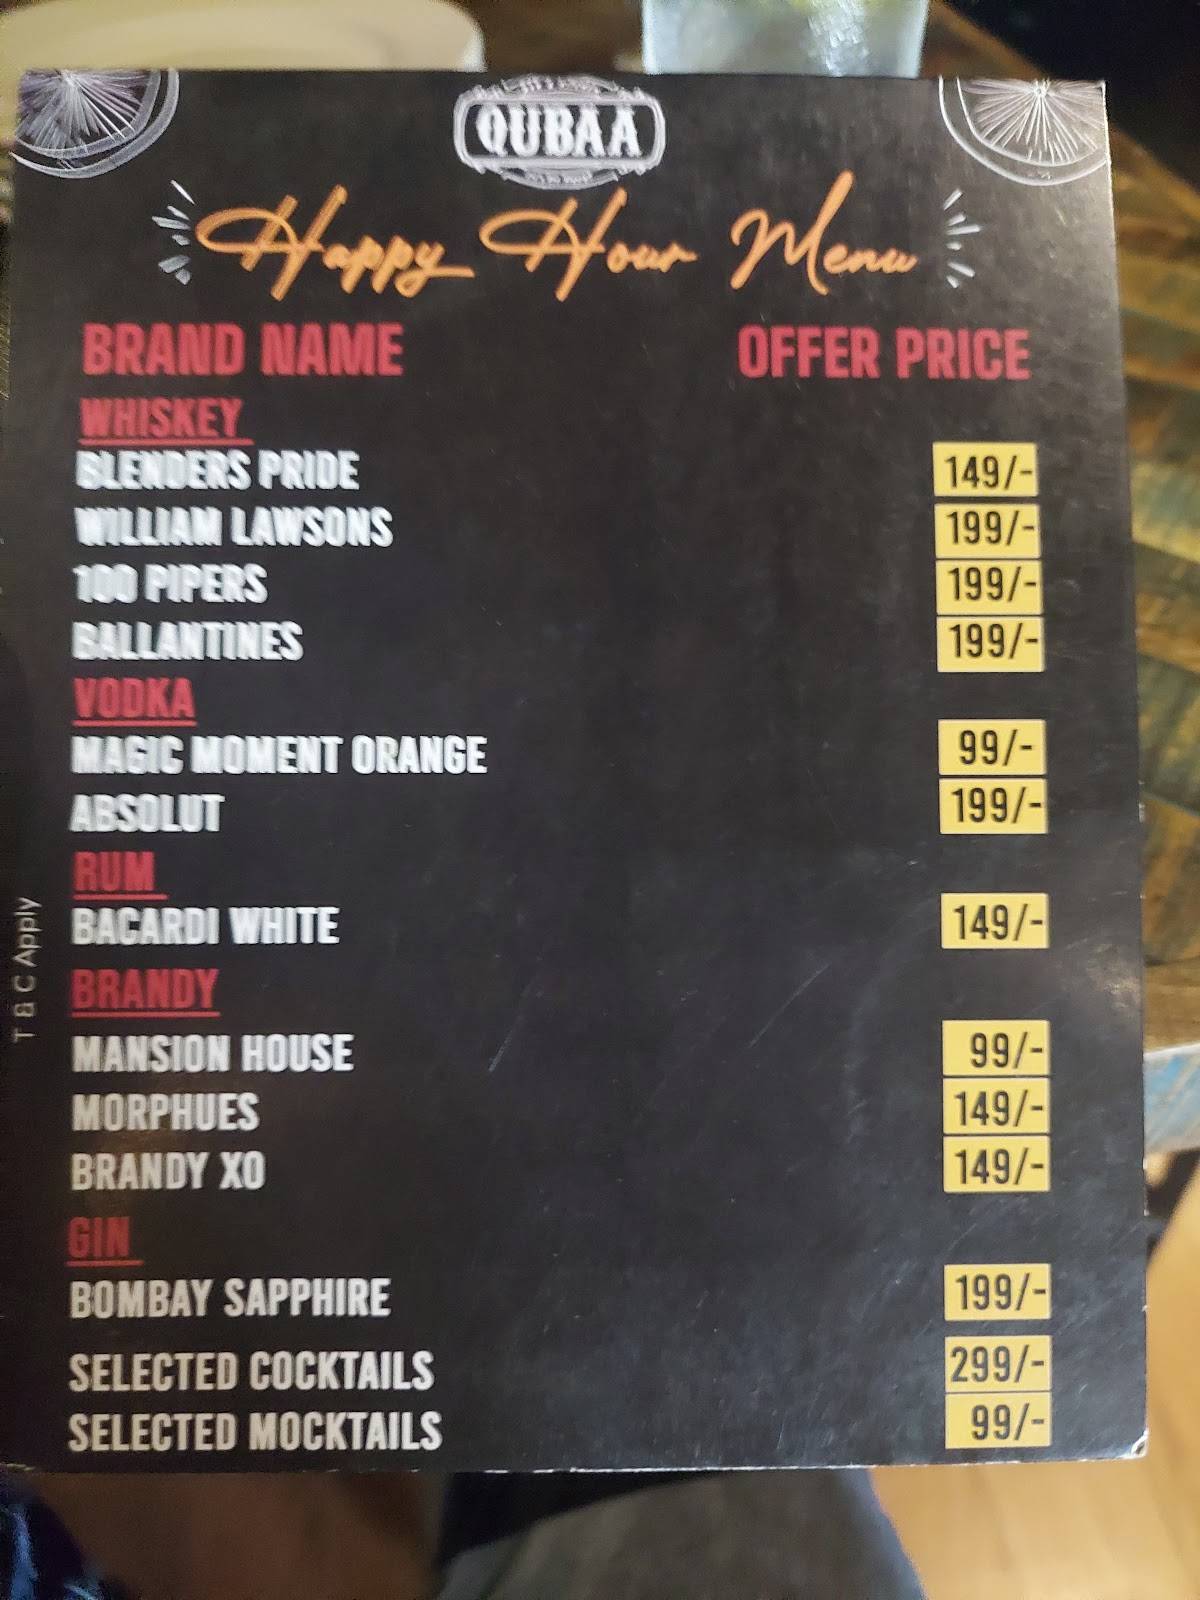 QUBAA
Happy Hour Menu
BRAND NAME OFFER PRICE
WHISKEY
BLENDERS PRIDE 149/-
WILLIAM LAWSONS 199/-
100 PIPERS 199/-
BALLANTINES 199/-
VODKA
MAGIC MOMENT ORANGE 99/-
ABSOLUT 199/-
RUM
BACARDI WHITE 149/-
BRANDY
MANSION HOUSE 99/-
MORPHUES 149/-
BRANDY XO 149/-
GIN
BOMBAY SAPPHIRE 199/-
SELECTED COCKTAILS 299/-
SELECTED MOCKTAILS 99/-
T & C Apply